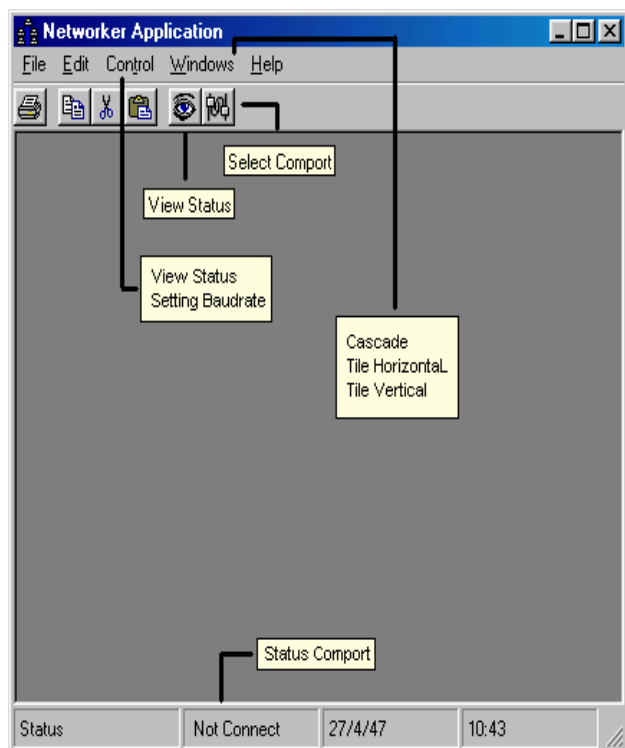 Networker Application
File Edit Control Windows Help
Select Comport
View Status
View Status
Setting Baudrate
Cascade
Tile HorizontaL
Tile Vertical
Status Comport
Status Not Connect 27/4/47 10:43